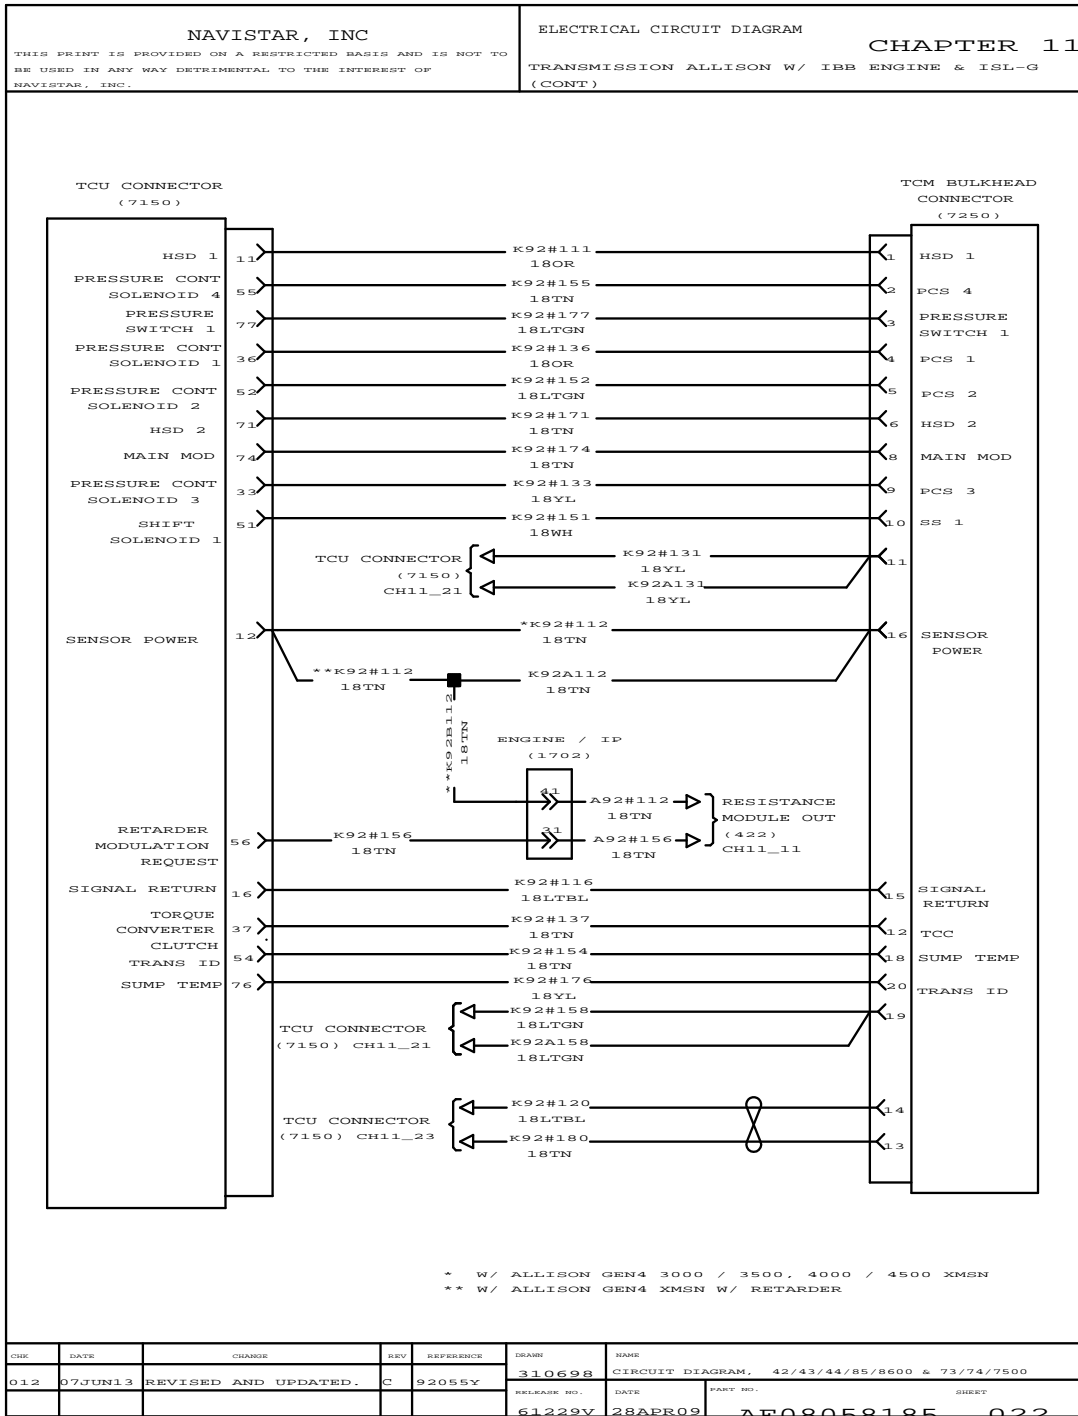 NAVISTAR, INC
THIS PRINT IS PROVIDED ON A RESTRICTED BASIS AND IS NOT TO
BE USED IN ANY WAY DETRIMENTAL TO THE INTEREST OF
NAVISTAR, INC.
ELECTRICAL CIRCUIT DIAGRAM
CHAPTER 11
TRANSMISSION ALLISON W/ IBB ENGINE & ISL-G
(CONT)
TCU CONNECTOR
(7150)
TCM BULKHEAD
CONNECTOR
(7250)
HSD 1 11 K92#111 1 HSD 1
18OR
PRESSURE CONT
SOLENOID 4 55 K92#155 2 PCS 4
18TN
PRESSURE
SWITCH 1 77 K92#177 3 PRESSURE
18LTGN SWITCH 1
PRESSURE CONT
SOLENOID 1 36 K92#136 4 PCS 1
18OR
PRESSURE CONT 52 K92#152 5 PCS 2
SOLENOID 2 18LTGN
HSD 2 71 K92#171 6 HSD 2
18TN
MAIN MOD 74 K92#174 8 MAIN MOD
18TN
PRESSURE CONT 33 K92#133 9 PCS 3
SOLENOID 3 18YL
SHIFT 51 K92#151 10 SS 1
SOLENOID 1 18WH
TCU CONNECTOR K92#131 11
(7150) 18YL
CH11_21 K92A131
18YL
SENSOR POWER 12 *K92#112 16 SENSOR
18TN POWER
**K92#112 K92A112
18TN 18TN
**K92B112
18TN
ENGINE / IP
(1702)
41 A92#112 RESISTANCE
18TN MODULE OUT
RETARDER (422)
MODULATION 56 K92#156 31 A92#156 CH11_11
REQUEST 18TN 18TN
SIGNAL RETURN 16 K92#116 15 SIGNAL
18LTBL RETURN
TORQUE
CONVERTER 37 K92#137 12 TCC
CLUTCH 18TN
TRANS ID 54 K92#154 18 SUMP TEMP
18TN
SUMP TEMP 76 K92#176 20 TRANS ID
18YL
K92#158 19
TCU CONNECTOR 18LTGN
(7150) CH11_21 K92A158
18LTGN
K92#120 14
TCU CONNECTOR 18LTBL
(7150) CH11_23 K92#180 13
18TN
* W/ ALLISON GEN4 3000 / 3500, 4000 / 4500 XMSN
** W/ ALLISON GEN4 XMSN W/ RETARDER
CHK DATE CHANGE REV REFERENCE DRAWN NAME
012 07JUN13 REVISED AND UPDATED. C 92055Y 310698 CIRCUIT DIAGRAM, 42/43/44/85/8600 & 73/74/7500
RELEASE NO. DATE PART NO. SHEET
61229V 28APR09 AE08058185 022